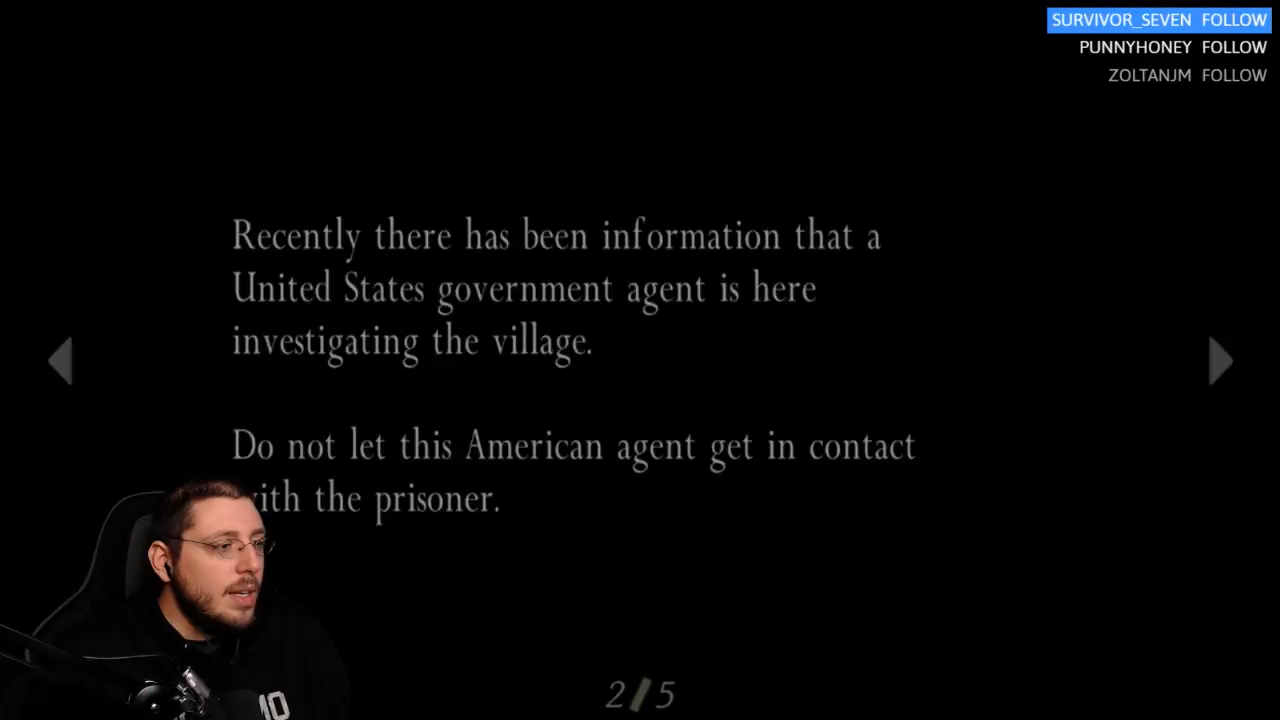 SURVIVOR_SEVEN FOLLOW
PUNNYHONEY FOLLOW
ZOLTANJM FOLLOW
Recently there has been information that a
United States government agent is here
investigating the village.
Do not let this American agent get in contact
with the prisoner.
2/5